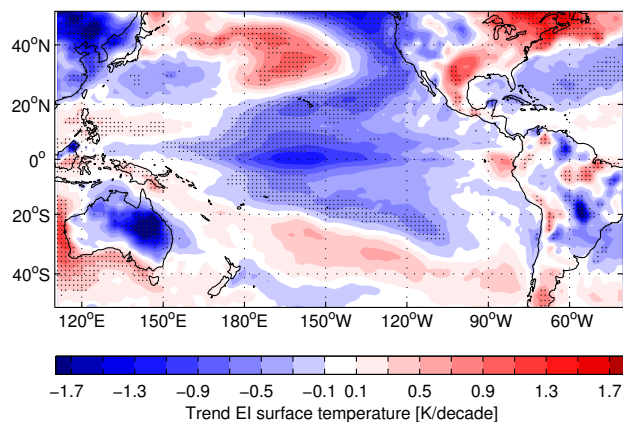 40°N
20°N
0°
20°S
40°S
120°E 150°E 180°W 150°W 120°W 90°W 60°W
−1.7 −1.3 −0.9 −0.5 −0.1 0.1 0.5 0.9 1.3 1.7
Trend EI surface temperature [K/decade]